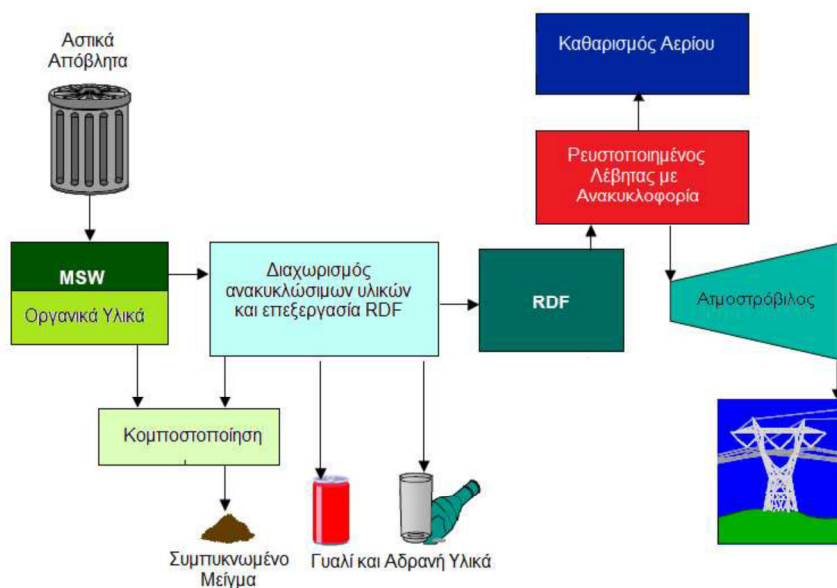 Αστικά
Απόβλητα
Καθαρισμός Αερίου
Ρευστοποιημένος
Λέβητας με
Ανακυκλοφορία
MSW
Οργανικά Υλικά
Διαχωρισμός
ανακυκλώσιμων υλικών
και επεξεργασία RDF
RDF
Ατμοστρόβιλος
Κομποστοποίηση
Συμπυκνωμένο
Μείγμα
Γυαλί και Αδρανή Υλικά